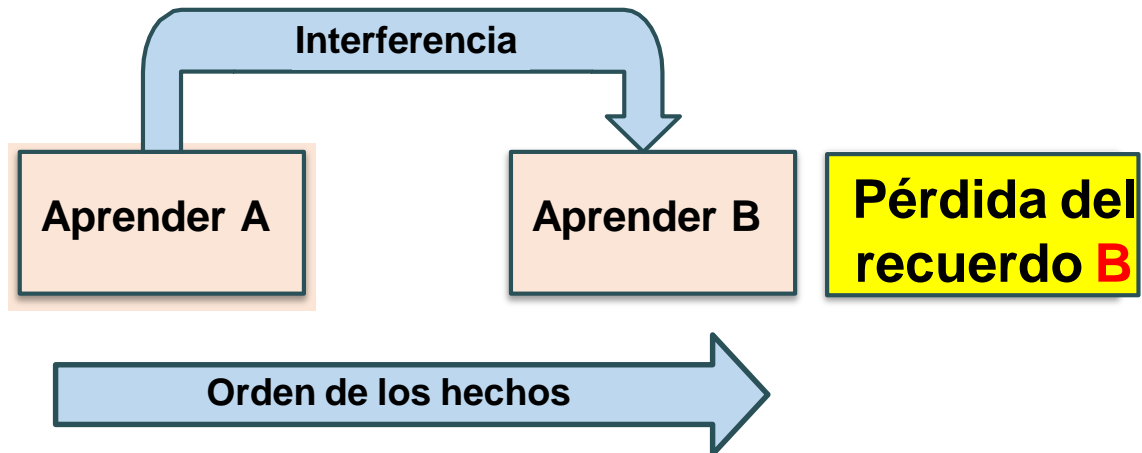 Interferencia
Aprender A
Aprender B
Pérdida del
recuerdo B
Orden de los hechos